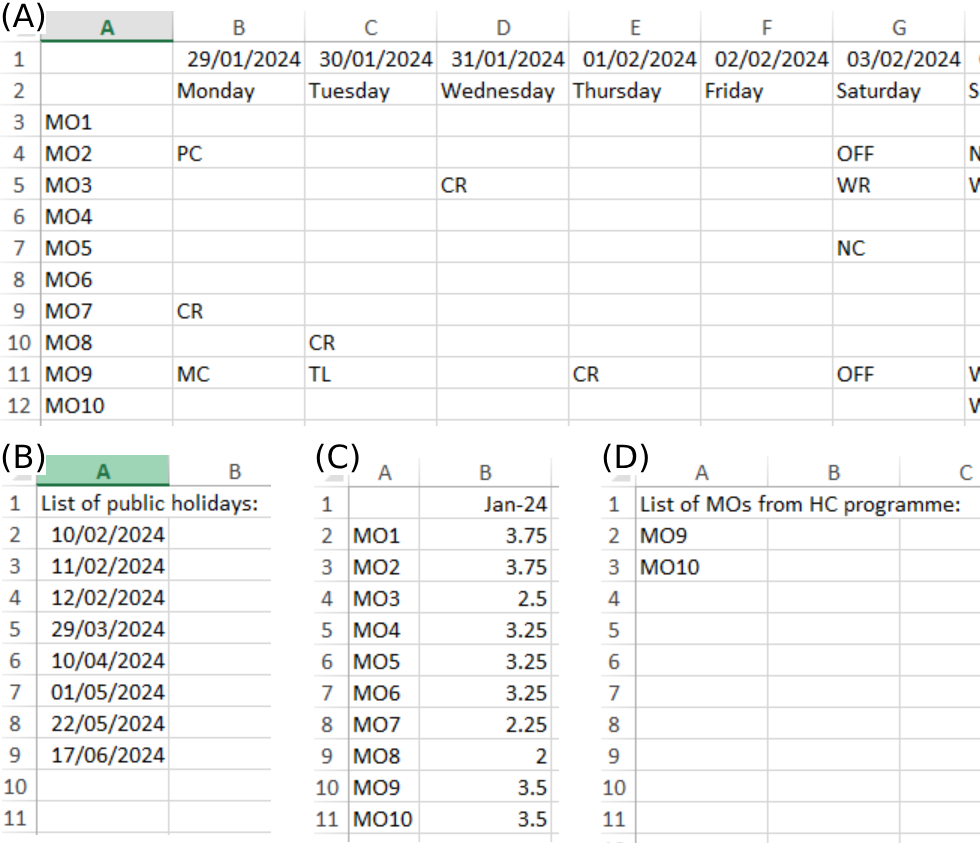 (A)
A B C D E F G
1 29/01/2024 30/01/2024 31/01/2024 01/02/2024 02/02/2024 03/02/2024
2 Monday Tuesday Wednesday Thursday Friday Saturday S
3 MO1
4 MO2 PC OFF N
5 MO3 CR WR W
6 MO4
7 MO5 NC
8 MO6
9 MO7 CR
10 MO8 CR
11 MO9 MC TL CR OFF W
12 MO10 W
(B)
A B
1 List of public holidays:
2 10/02/2024
3 11/02/2024
4 12/02/2024
5 29/03/2024
6 10/04/2024
7 01/05/2024
8 22/05/2024
9 17/06/2024
10
11
(C)
A B
1 Jan-24
2 MO1 3.75
3 MO2 3.75
4 MO3 2.5
5 MO4 3.25
6 MO5 3.25
7 MO6 3.25
8 MO7 2.25
9 MO8 2
10 MO9 3.5
11 MO10 3.5
(D)
A B C
1 List of MOs from HC programme:
2 MO9
3 MO10
4
5
6
7
8
9
10
11